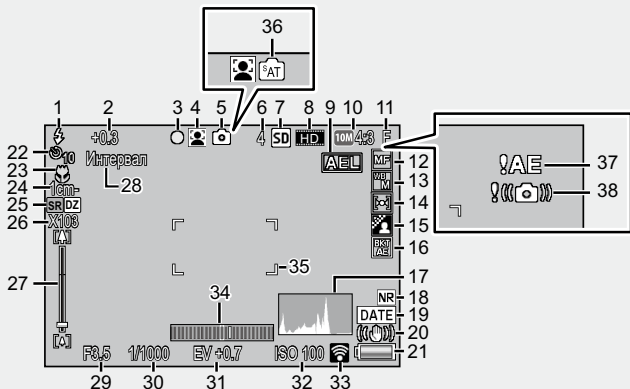 36
SAT
1 2 3 4 5 6 7 8 9 10 11
+0.3 4 SD HD 10M 4:3 F
22 10 Интервал AEL MF 12
23 28 WB M 13
24 1cm- 14
25 SR DZ 15
26 X103 BKT AE 16
!AE 37
!((( ))) 38
27 35 17
34 NR 18
DATE 19
20
F3.5 1/1000 EV +0.7 ISO 100 21
29 30 31 32 33